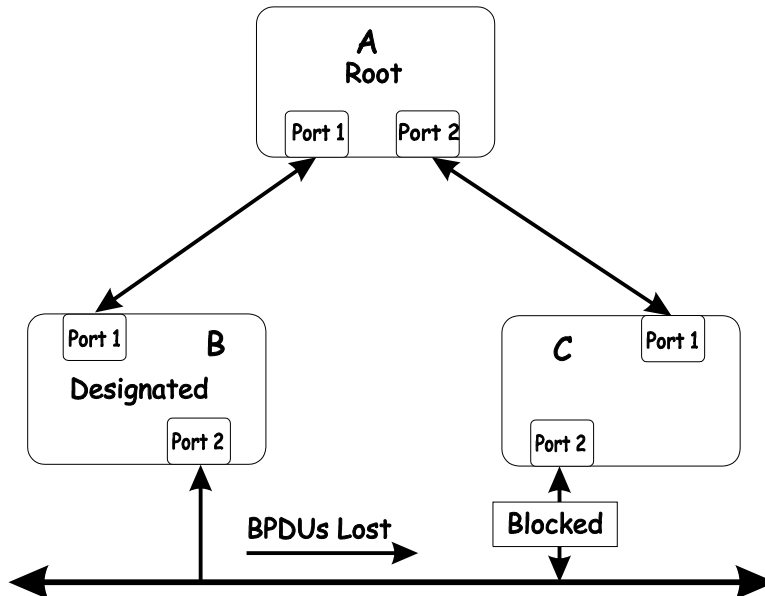 A
Root
Port 1
Port 2
Port 1
B
Designated
Port 2
C
Port 1
Port 2
BPDUs Lost
Blocked